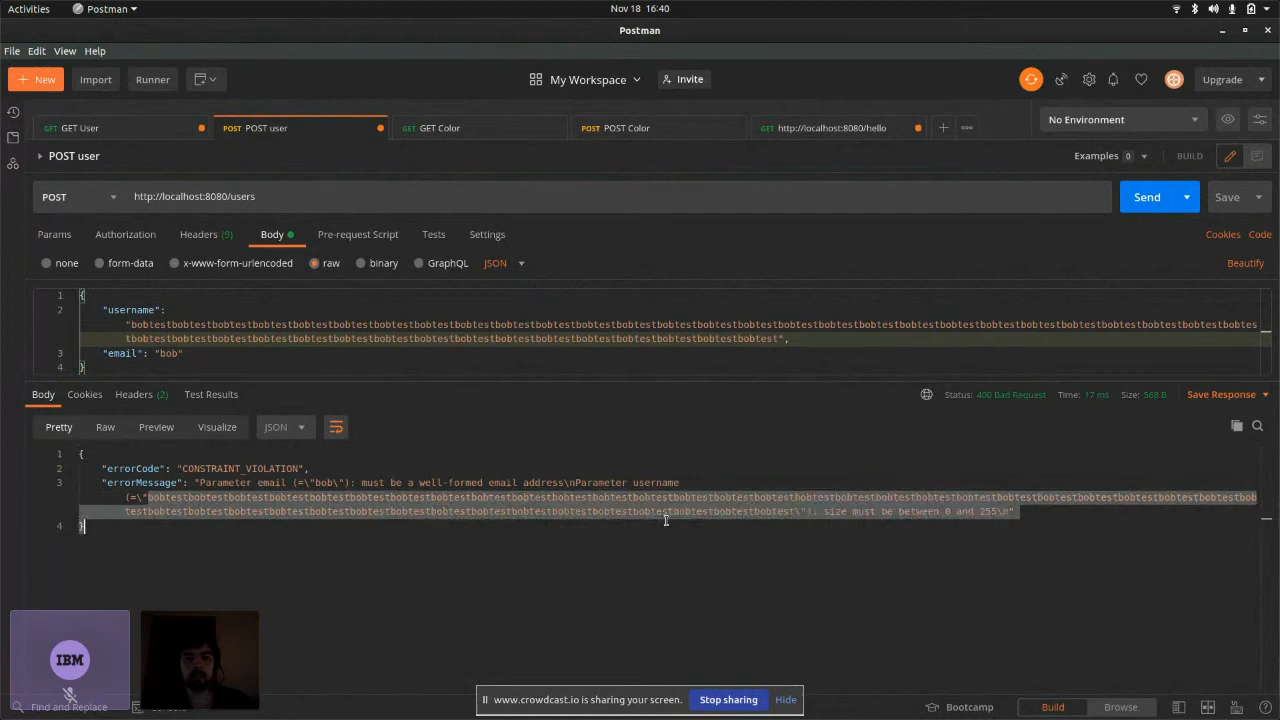 Activities Postman Nov 18 16:40
Postman
File Edit View Help
New Import Runner My Workspace Invite Upgrade
GET GET User POST POST user GET GET Color POST POST Color GET http://localhost:8080/hello No Environment
POST user Examples 0 BUILD
POST http://localhost:8080/users Send Save
Params Authorization Headers (9) Body Pre-request Script Tests Settings Cookies Code
none form-data x-www-form-urlencoded raw binary GraphQL JSON Beautify
1 {
2 "username":
3 "email": "bob"
4 }
Body Cookies Headers (2) Test Results Status: 400 Bad Request Time: 17 ms Size: 568 B Save Response
Pretty Raw Preview Visualize JSON
1 {
2 "errorCode": "CONSTRAINT_VIOLATION",
3 "errorMessage": "Parameter email (=\"bob\"): must be a well-formed email address\nParameter username
\"): size must be between 0 and 255\n"
4 }
IBM
www.crowdcast.io is sharing your screen. Stop sharing Hide
Find and Replace Bootcamp Build Browse